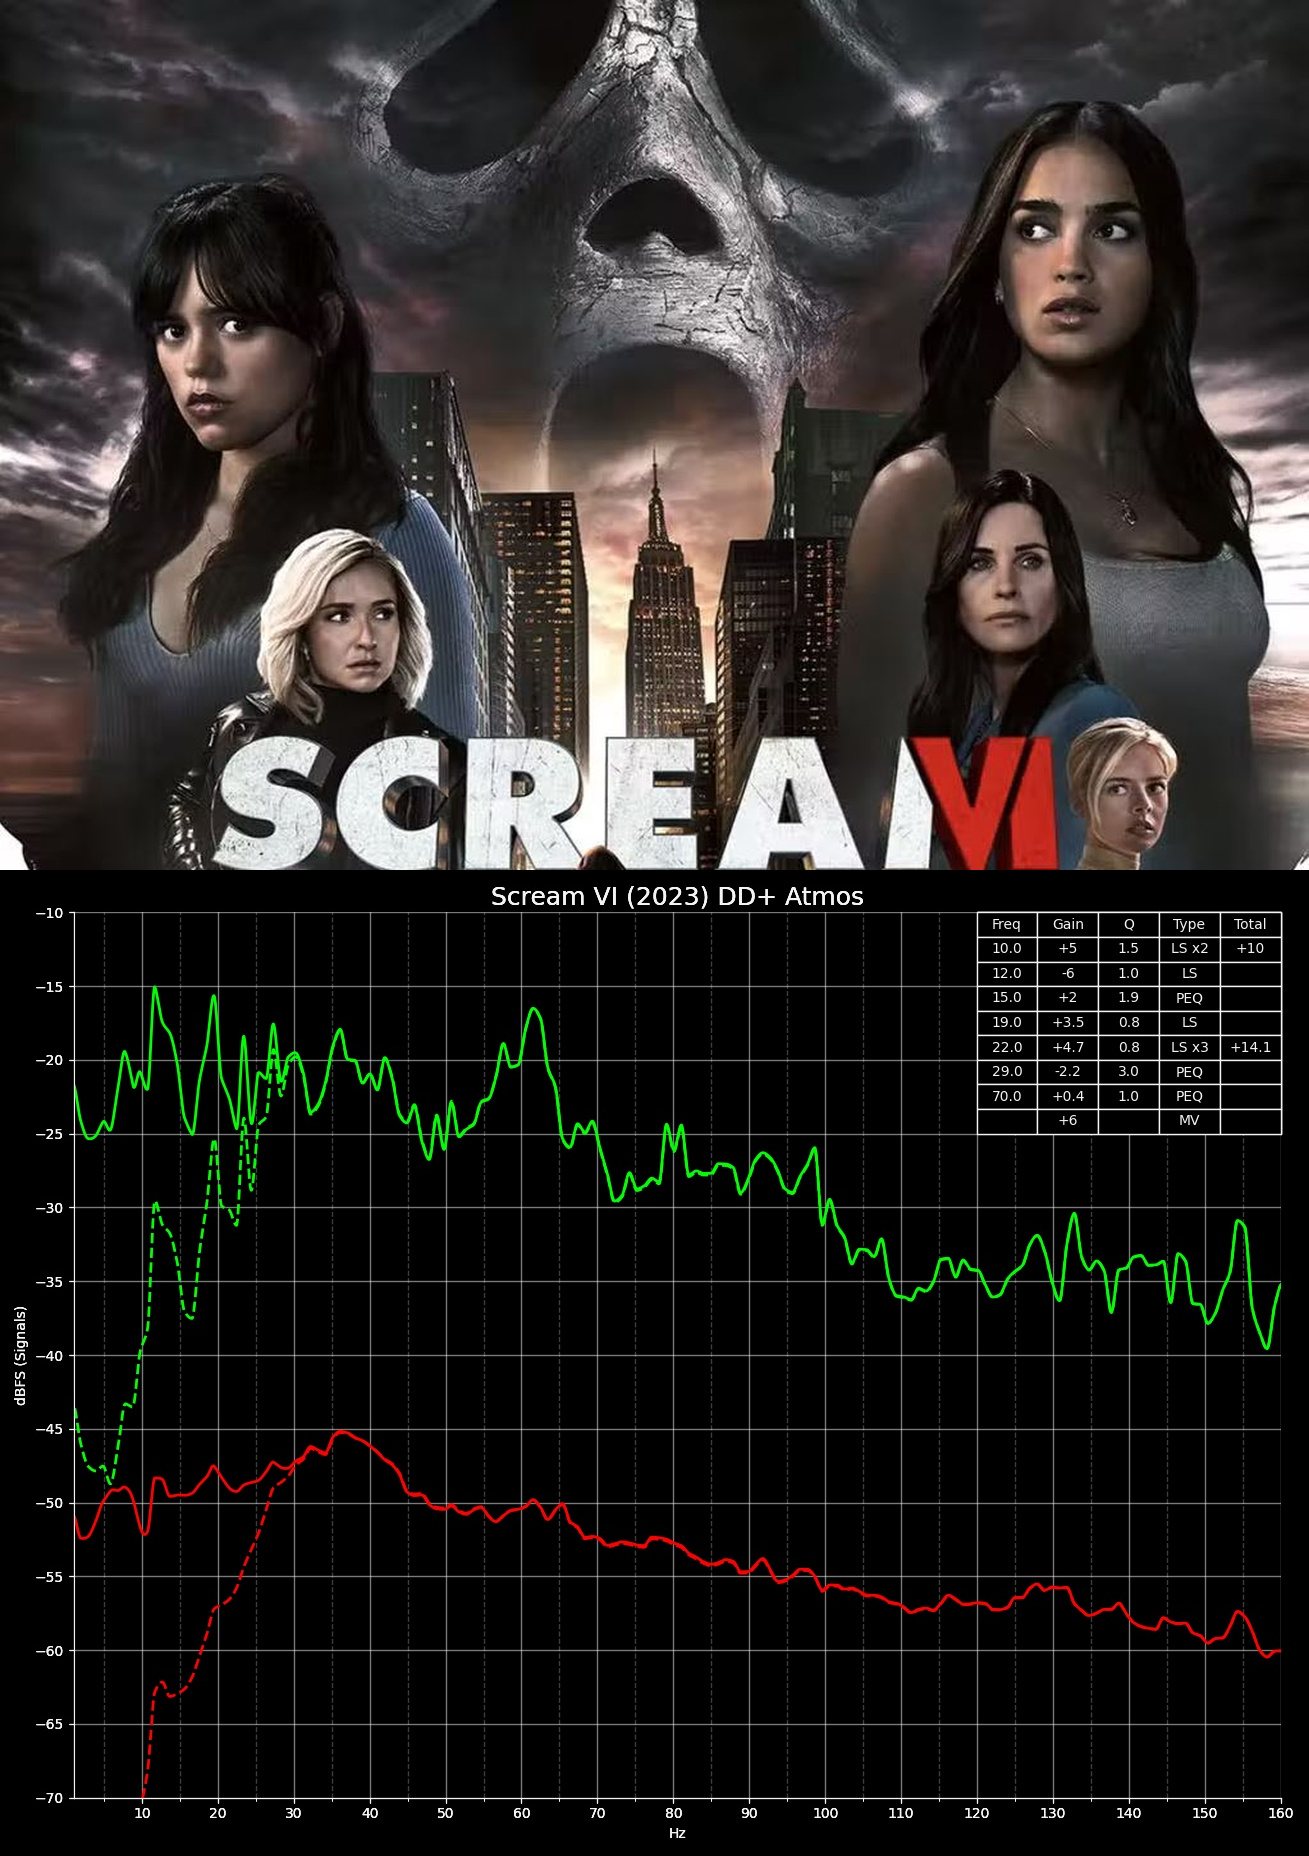 SCREAM VI
Scream VI (2023) DD+ Atmos
Freq Gain Q Type Total
10.0 +5 1.5 LS x2 +10
12.0 -6 1.0 LS
15.0 +2 1.9 PEQ
19.0 +3.5 0.8 LS
22.0 +4.7 0.8 LS x3 +14.1
29.0 -2.2 3.0 PEQ
70.0 +0.4 1.0 PEQ
+6 MV
−10
−15
−20
−25
−30
−35
−40
−45
−50
−55
−60
−65
−70
dBFS (Signals)
10 20 30 40 50 60 70 80 90 100 110 120 130 140 150 160
Hz